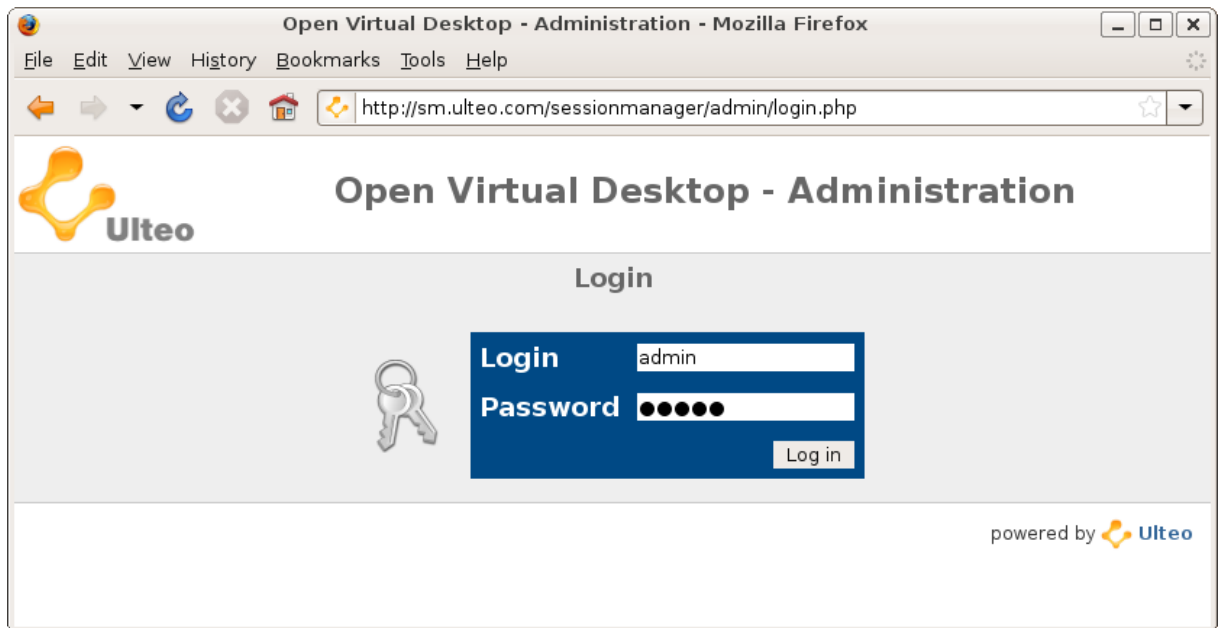 Open Virtual Desktop - Administration - Mozilla Firefox
File Edit View History Bookmarks Tools Help
http://sm.ulteo.com/sessionmanager/admin/login.php
Ulteo
Open Virtual Desktop - Administration
Login
Login admin
Password ●●●●●
Log in
powered by Ulteo